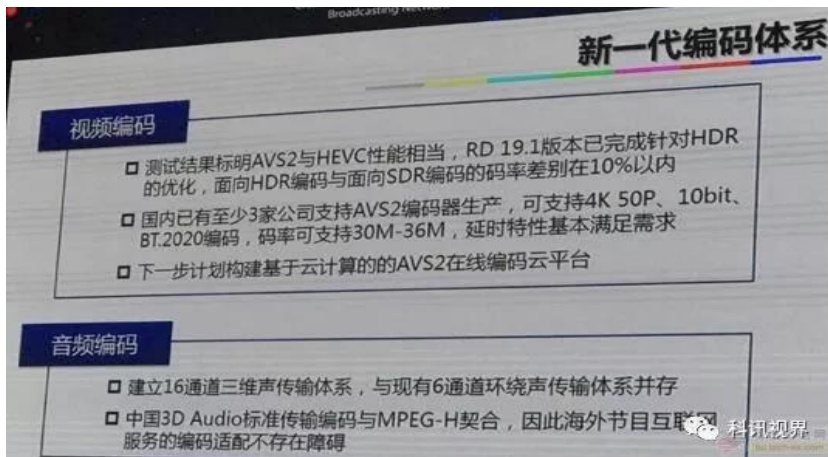 Broadcasting Network
新一代编码体系
视频编码
测试结果标明AVS2与HEVC性能相当，RD 19.1版本已完成针对HDR
的优化，面向HDR编码与面向SDR编码的码率差别在10%以内
国内已有至少3家公司支持AVS2编码器生产，可支持4K 50P、10bit、
BT.2020编码，码率可支持30M-36M，延时特性基本满足需求
下一步计划构建基于云计算的的AVS2在线编码云平台
音频编码
建立16通道三维声传输体系，与现有6通道环绕声传输体系并存
中国3D Audio标准传输编码与MPEG-H契合，因此海外节目互联网
服务的编码适配不存在障碍
科讯视界